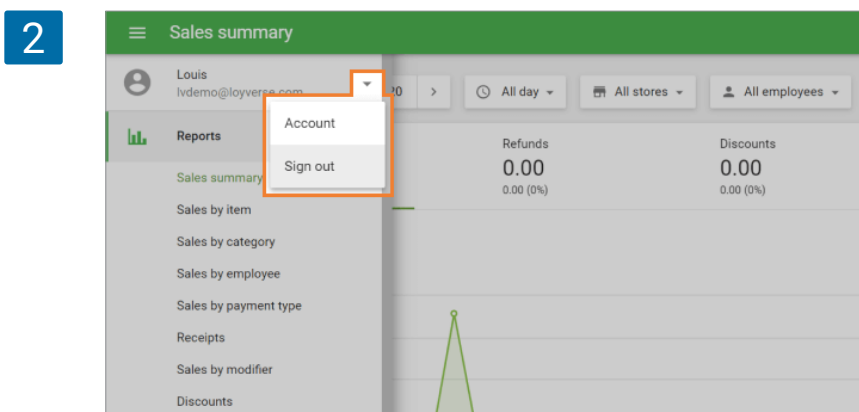 2
Sales summary
Louis
lvdemo@loyverse.com
20
All day
All stores
All employees
Account
Sign out
Reports
Sales summary
Sales by item
Sales by category
Sales by employee
Sales by payment type
Receipts
Sales by modifier
Discounts
Refunds
0.00
0.00 (0%)
Discounts
0.00
0.00 (0%)